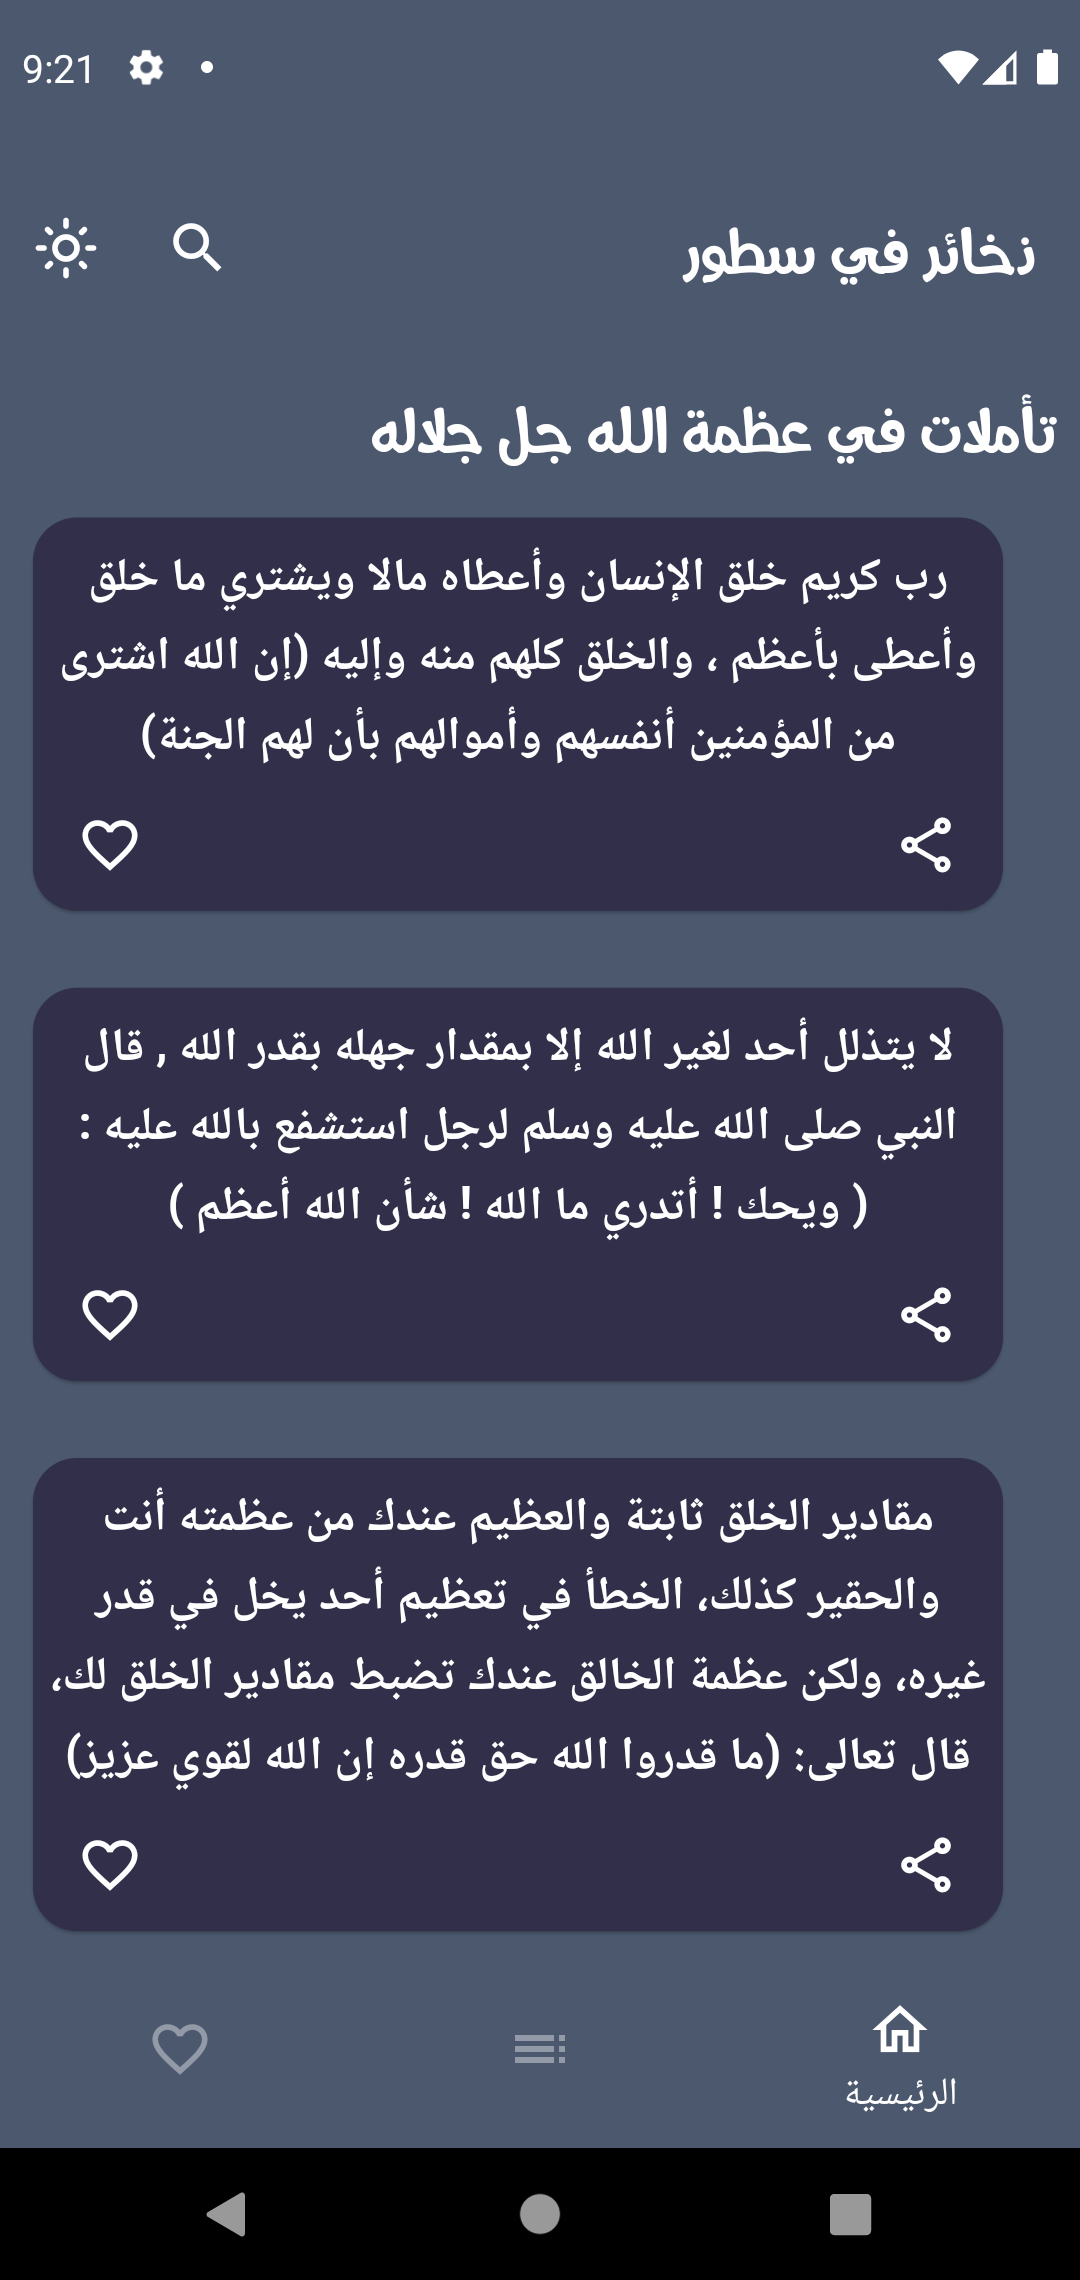 9:21
ذخائر في سطور
تأملات في عظمة الله جل جلاله
رب كريم خلق الإنسان وأعطاه مالا ويشتري ما خلق
وأعطى بأعظم ، والخلق كلهم منه وإليه (إن الله اشترى
من المؤمنين أنفسهم وأموالهم بأن لهم الجنة)
لا يتذلل أحد لغير الله إلا بمقدار جهله بقدر الله , قال
النبي صلى الله عليه وسلم لرجل استشفع بالله عليه :
( ويحك ! أتدري ما الله ! شأن الله أعظم )
مقادير الخلق ثابتة والعظيم عندك من عظمته أنت
والحقير كذلك، الخطأ في تعظيم أحد يخل في قدر
غيره، ولكن عظمة الخالق عندك تضبط مقادير الخلق لك،
قال تعالى: (ما قدروا الله حق قدره إن الله لقوي عزيز)
الرئيسية